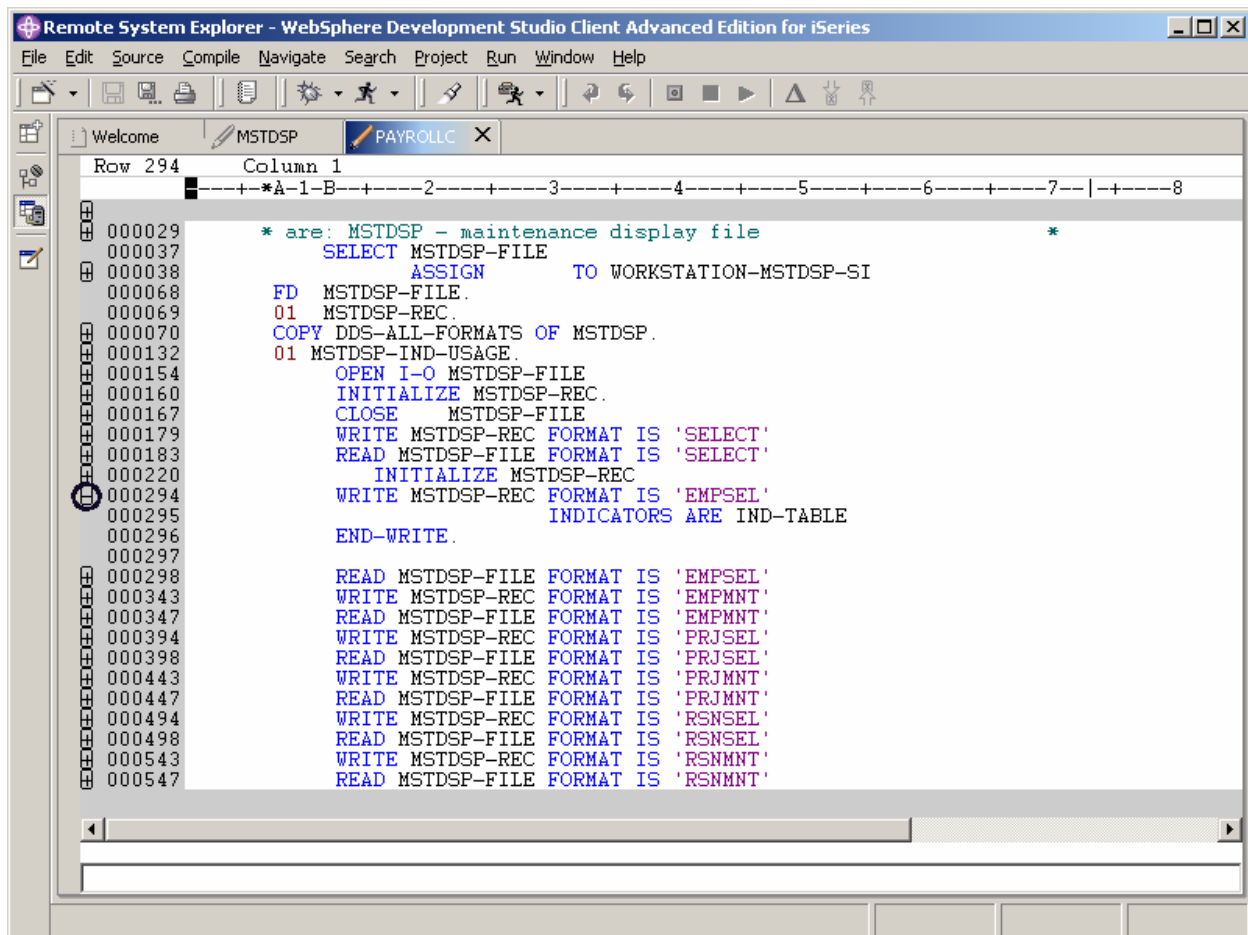 Remote System Explorer - WebSphere Development Studio Client Advanced Edition for iSeries
File Edit Source Compile Navigate Search Project Run Window Help
Welcome MSTDSP PAYROLLC
Row 294 Column 1
----+-*A-1-B--+----2----+----3----+----4----+----5----+----6----+----7--|-+----8
000029 * are: MSTDSP - maintenance display file *
000037 SELECT MSTDSP-FILE
000038 ASSIGN TO WORKSTATION-MSTDSP-SI
000068 FD MSTDSP-FILE.
000069 01 MSTDSP-REC.
000070 COPY DDS-ALL-FORMATS OF MSTDSP.
000132 01 MSTDSP-IND-USAGE.
000154 OPEN I-O MSTDSP-FILE
000160 INITIALIZE MSTDSP-REC.
000167 CLOSE MSTDSP-FILE
000179 WRITE MSTDSP-REC FORMAT IS 'SELECT'
000183 READ MSTDSP-FILE FORMAT IS 'SELECT'
000220 INITIALIZE MSTDSP-REC
000294 WRITE MSTDSP-REC FORMAT IS 'EMPSEL'
000295 INDICATORS ARE IND-TABLE
000296 END-WRITE.
000297
000298 READ MSTDSP-FILE FORMAT IS 'EMPSEL'
000343 WRITE MSTDSP-REC FORMAT IS 'EMPMNT'
000347 READ MSTDSP-FILE FORMAT IS 'EMPMNT'
000394 WRITE MSTDSP-REC FORMAT IS 'PRJSEL'
000398 READ MSTDSP-FILE FORMAT IS 'PRJSEL'
000443 WRITE MSTDSP-REC FORMAT IS 'PRJMNT'
000447 READ MSTDSP-FILE FORMAT IS 'PRJMNT'
000494 WRITE MSTDSP-REC FORMAT IS 'RSNSEL'
000498 READ MSTDSP-FILE FORMAT IS 'RSNSEL'
000543 WRITE MSTDSP-REC FORMAT IS 'RSNMNT'
000547 READ MSTDSP-FILE FORMAT IS 'RSNMNT'